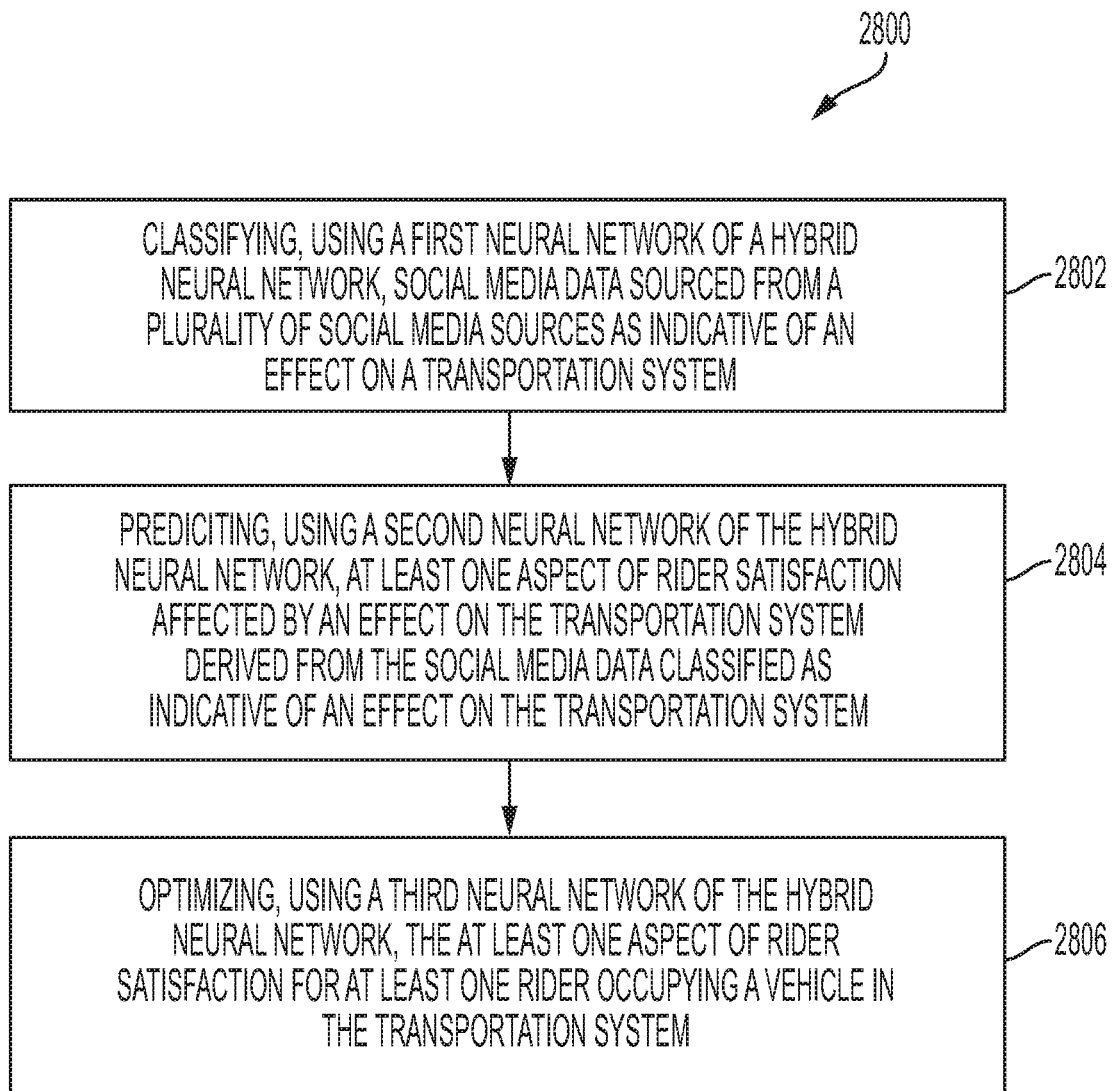 2800
CLASSIFYING, USING A FIRST NEURAL NETWORK OF A HYBRID
NEURAL NETWORK, SOCIAL MEDIA DATA SOURCED FROM A
PLURALITY OF SOCIAL MEDIA SOURCES AS INDICATIVE OF AN
EFFECT ON A TRANSPORTATION SYSTEM
2802
PREDICITING, USING A SECOND NEURAL NETWORK OF THE HYBRID
NEURAL NETWORK, AT LEAST ONE ASPECT OF RIDER SATISFACTION
AFFECTED BY AN EFFECT ON THE TRANSPORTATION SYSTEM
DERIVED FROM THE SOCIAL MEDIA DATA CLASSIFIED AS
INDICATIVE OF AN EFFECT ON THE TRANSPORTATION SYSTEM
2804
OPTIMIZING, USING A THIRD NEURAL NETWORK OF THE HYBRID
NEURAL NETWORK, THE AT LEAST ONE ASPECT OF RIDER
SATISFACTION FOR AT LEAST ONE RIDER OCCUPYING A VEHICLE IN
THE TRANSPORTATION SYSTEM
2806